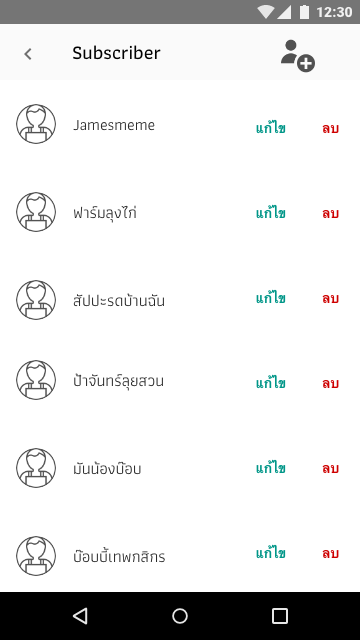 12:30
Subscriber
Jamesmeme แก้ไข ลบ
ฟาร์มลุงไก่ แก้ไข ลบ
สัปปะรดบ้านฉัน แก้ไข ลบ
ป้าจันทร์ลุยสวน แก้ไข ลบ
มันน้องบ๊อบ แก้ไข ลบ
บ๊อบบี้เทพกสิกร แก้ไข ลบ